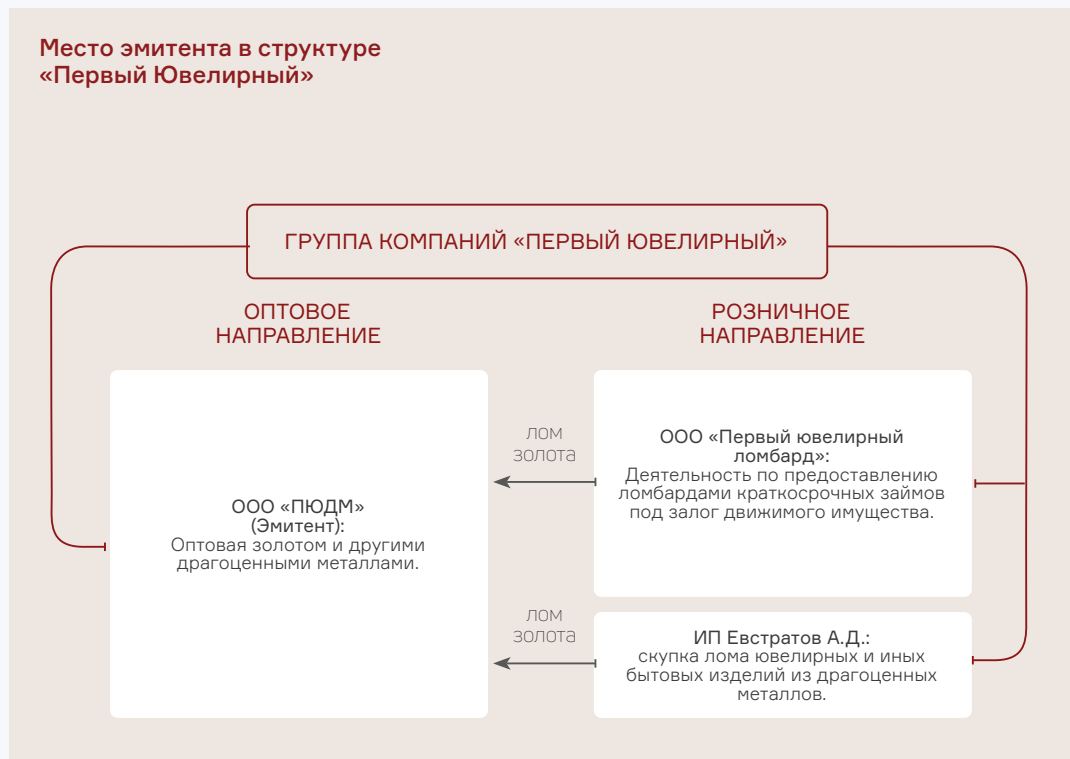 Место эмитента в структуре
«Первый Ювелирный»
ГРУППА КОМПАНИЙ «ПЕРВЫЙ ЮВЕЛИРНЫЙ»
ОПТОВОЕ
НАПРАВЛЕНИЕ
РОЗНИЧНОЕ
НАПРАВЛЕНИЕ
ООО «ПЮДМ»
(Эмитент):
Оптовая золотом и другими
драгоценными металлами.
лом
золота
ООО «Первый ювелирный
ломбард»:
Деятельность по предоставлению
ломбардами краткосрочных займов
под залог движимого имущества.
лом
золота
ИП Евстратов А.Д.:
скупка лома ювелирных и иных
бытовых изделий из драгоценных
металлов.